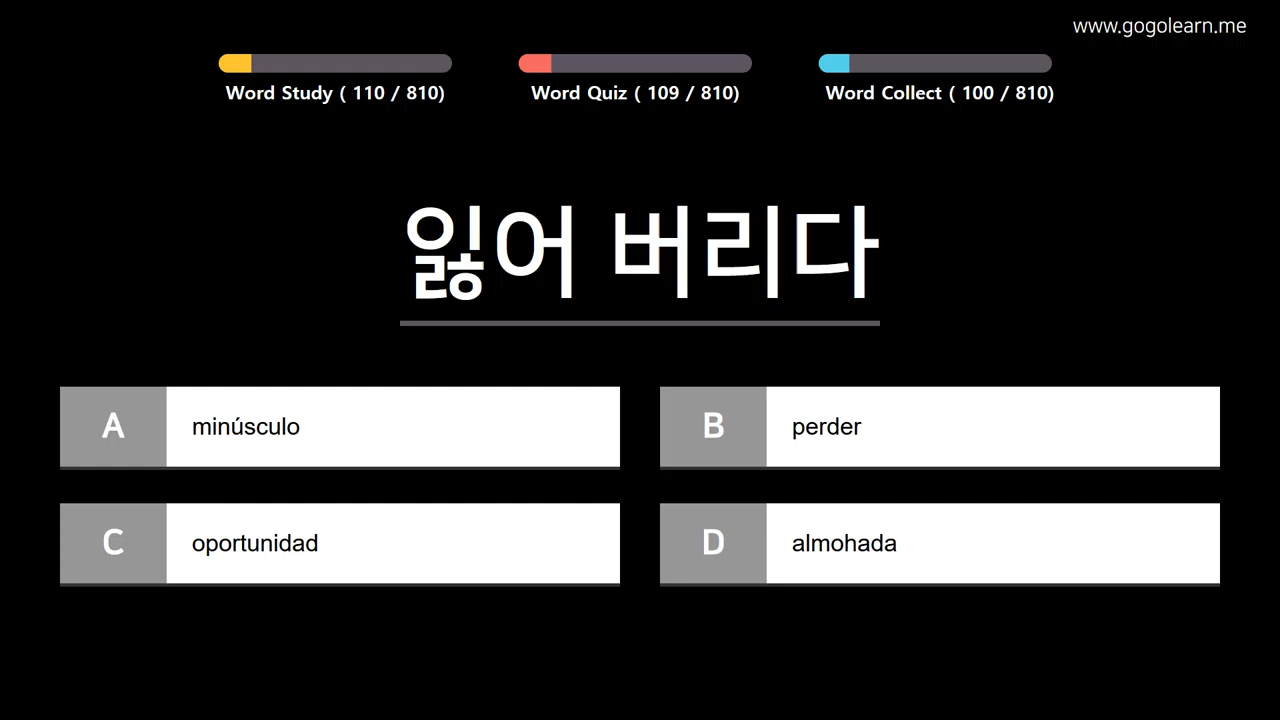 www.gogolearn.me
Word Study ( 110 / 810)
Word Quiz ( 109 / 810)
Word Collect ( 100 / 810)
잃어 버리다
A minúsculo
B perder
C oportunidad
D almohada